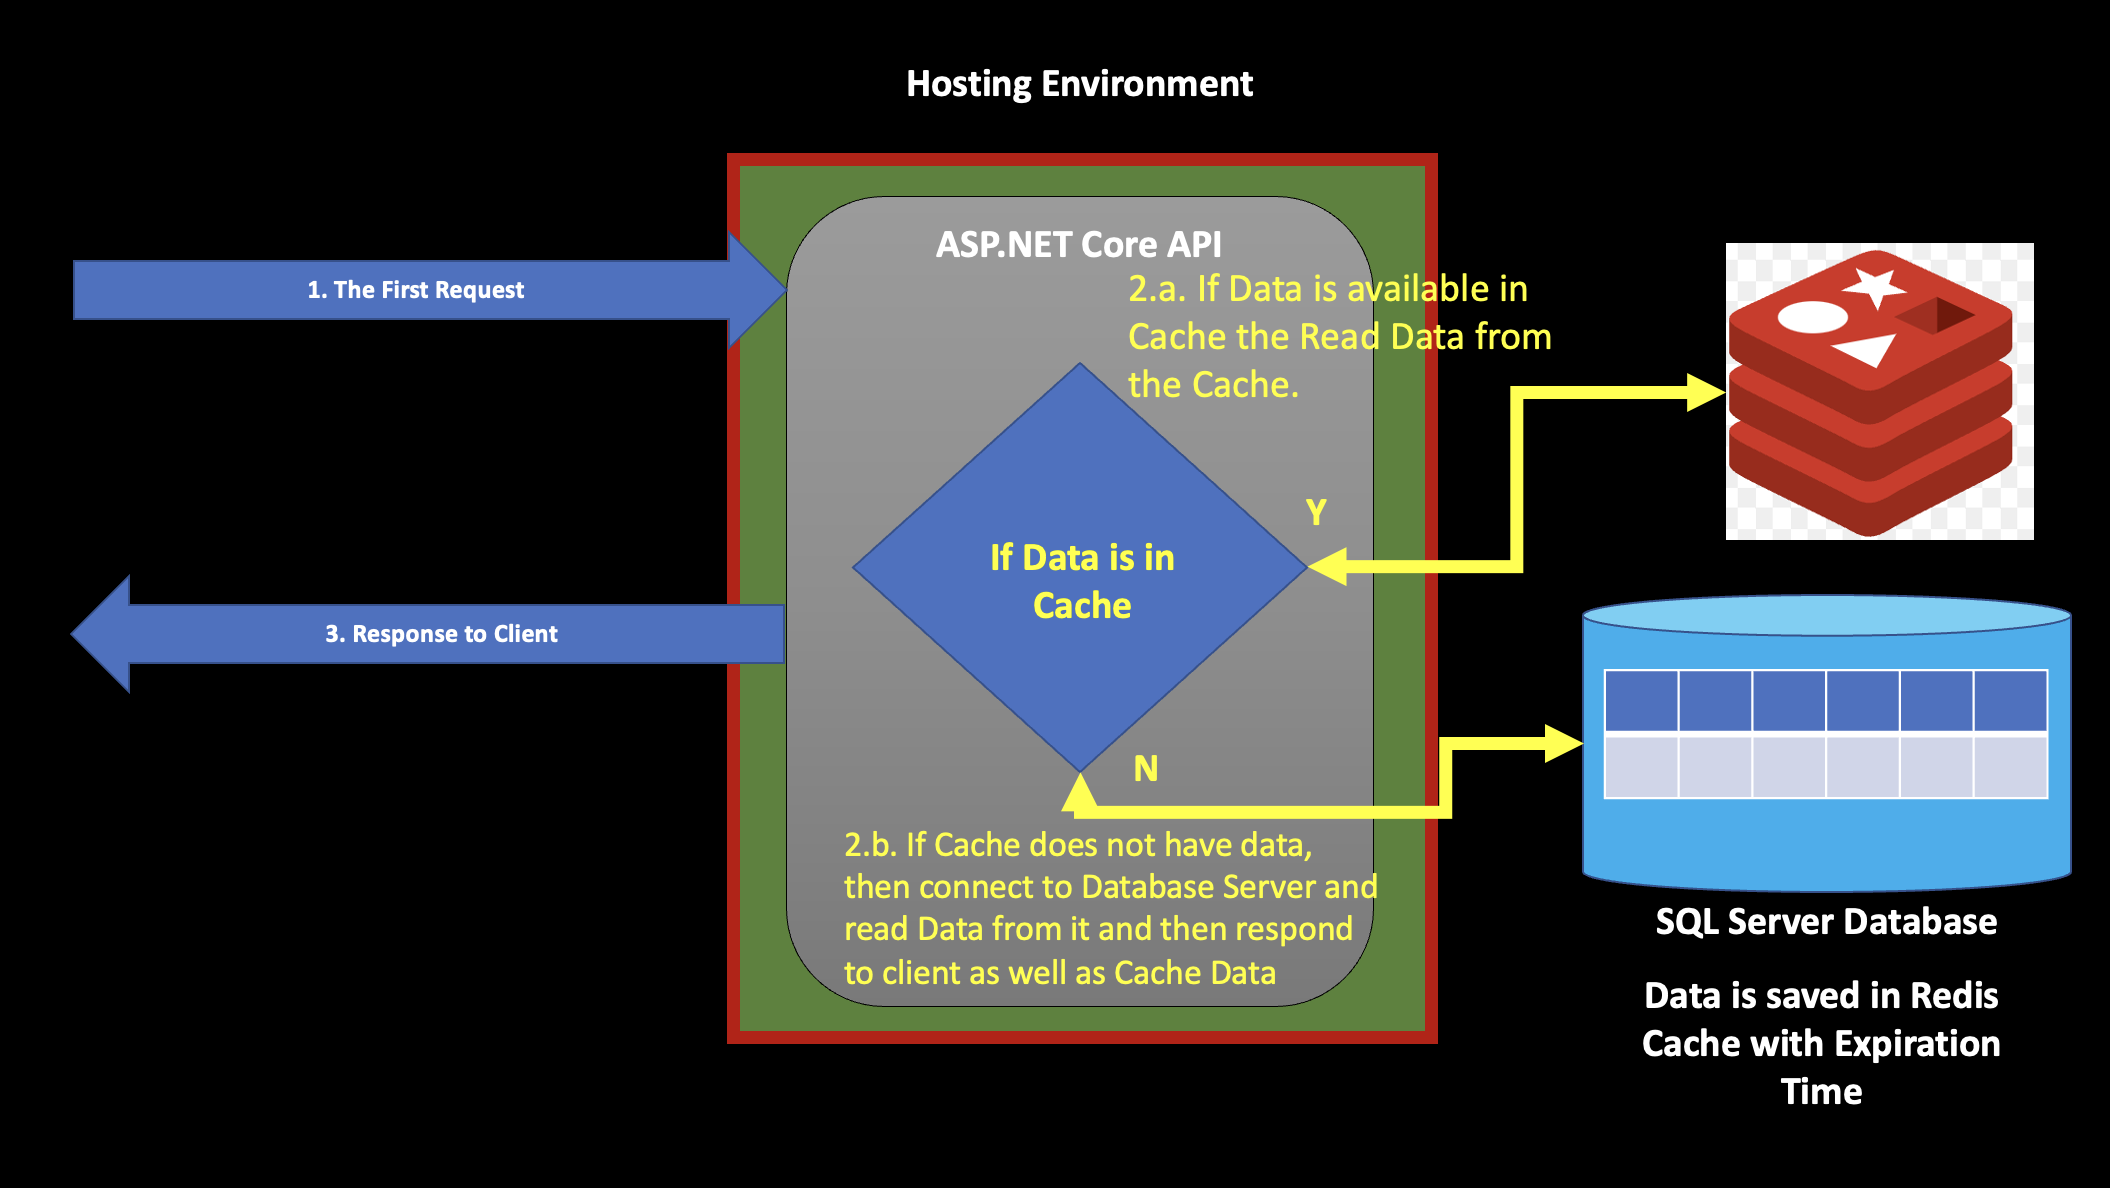 Hosting Environment
ASP.NET Core API
1. The First Request
2.a. If Data is available in
Cache the Read Data from
the Cache.
Y
If Data is in
Cache
3. Response to Client
N
2.b. If Cache does not have data,
then connect to Database Server and
read Data from it and then respond
to client as well as Cache Data
SQL Server Database
Data is saved in Redis
Cache with Expiration
Time